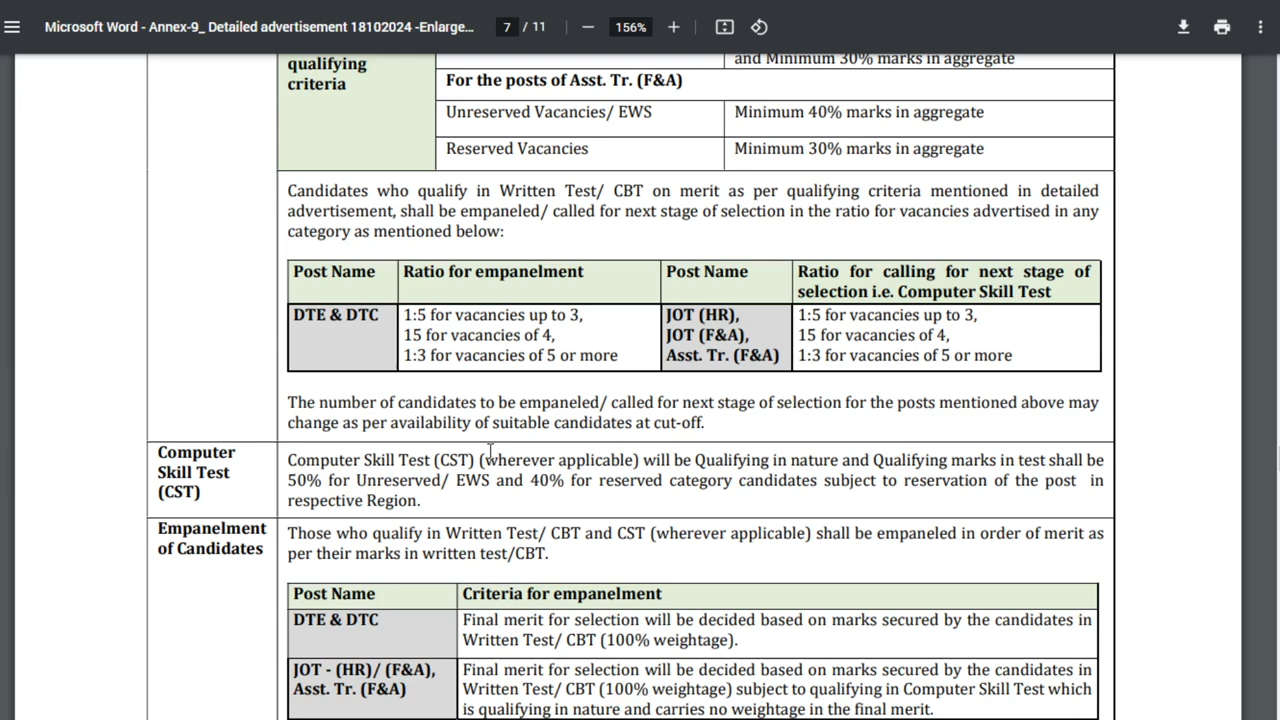 Microsoft Word - Annex-9_ Detailed advertisement 18102024 -Enlarge...
7 / 11
156%
and Minimum 30% marks in aggregate
qualifying
criteria
For the posts of Asst. Tr. (F&A)
Unreserved Vacancies/ EWS
Minimum 40% marks in aggregate
Reserved Vacancies
Minimum 30% marks in aggregate
Candidates who qualify in Written Test/ CBT on merit as per qualifying criteria mentioned in detailed
advertisement, shall be empaneled/ called for next stage of selection in the ratio for vacancies advertised in any
category as mentioned below:
Post Name
Ratio for empanelment
Post Name
Ratio for calling for next stage of
selection i.e. Computer Skill Test
DTE & DTC
1:5 for vacancies up to 3,
15 for vacancies of 4,
1:3 for vacancies of 5 or more
JOT (HR),
JOT (F&A),
Asst. Tr. (F&A)
1:5 for vacancies up to 3,
15 for vacancies of 4,
1:3 for vacancies of 5 or more
The number of candidates to be empaneled/ called for next stage of selection for the posts mentioned above may
change as per availability of suitable candidates at cut-off.
Computer
Skill Test
(CST)
Computer Skill Test (CST) (wherever applicable) will be Qualifying in nature and Qualifying marks in test shall be
50% for Unreserved/ EWS and 40% for reserved category candidates subject to reservation of the post in
respective Region.
Empanelment
of Candidates
Those who qualify in Written Test/ CBT and CST (wherever applicable) shall be empaneled in order of merit as
per their marks in written test/CBT.
Post Name
Criteria for empanelment
DTE & DTC
Final merit for selection will be decided based on marks secured by the candidates in
Written Test/ CBT (100% weightage).
JOT - (HR)/ (F&A),
Asst. Tr. (F&A)
Final merit for selection will be decided based on marks secured by the candidates in
Written Test/ CBT (100% weightage) subject to qualifying in Computer Skill Test which
is qualifying in nature and carries no weightage in the final merit.